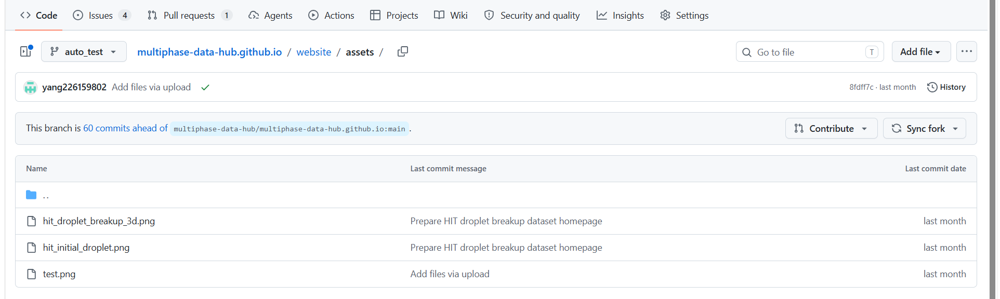 Code Issues 4 Pull requests 1 Agents Actions Projects Wiki Security and quality Insights Settings
auto_test multiphase-data-hub.github.io / website / assets / Go to file T Add file ...
yang226159802 Add files via upload 8fdff7c · last month History
This branch is 60 commits ahead of multiphase-data-hub/multiphase-data-hub.github.io:main . Contribute Sync fork
Name Last commit message Last commit date
..
hit_droplet_breakup_3d.png Prepare HIT droplet breakup dataset homepage last month
hit_initial_droplet.png Prepare HIT droplet breakup dataset homepage last month
test.png Add files via upload last month